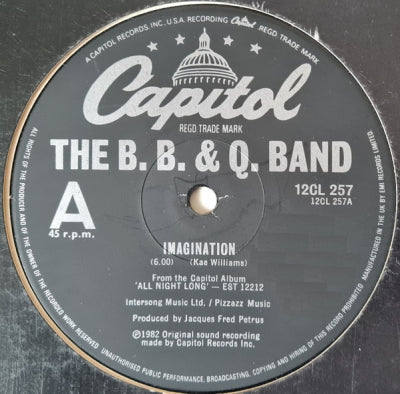 A CAPITOL RECORDS, INC., U.S.A. RECORDING REGD. TRADE MARK
Capitol
REGD. TRADE MARK
THE B. B. & Q. BAND
A
45 r.p.m.
12CL 257
12CL 257A
IMAGINATION
(6.00) (Kae Williams)
From the Capitol Album
'ALL NIGHT LONG' — EST 12212
Intersong Music Ltd. / Pizzazz Music
Produced by Jacques Fred Petrus
℗1982 Original sound recording
made by Capitol Records Inc.
ALL RIGHTS OF THE PRODUCER AND OF THE OWNER OF THE RECORDED WORK RESERVED
UNAUTHORISED PUBLIC PERFORMANCE, BROADCASTING, COPYING AND HIRING OF THIS RECORD PROHIBITED.
MANUFACTURED IN THE UK BY EMI RECORDS LIMITED.